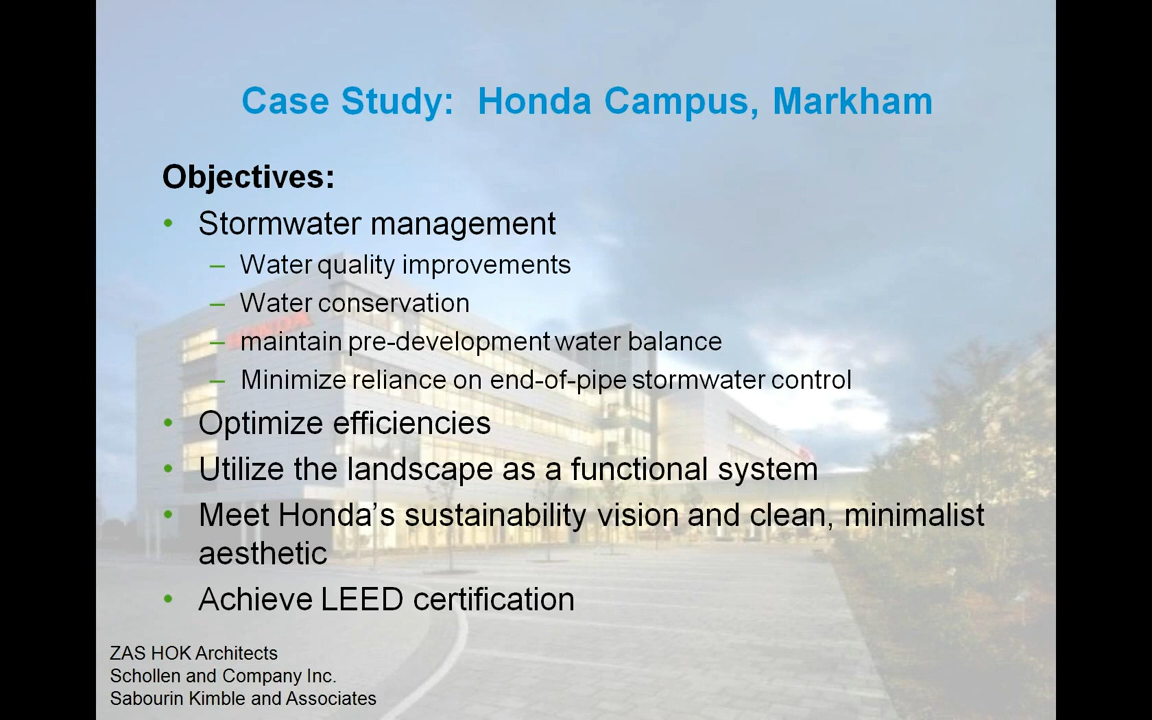 Case Study:  Honda Campus, Markham
Objectives:
• Stormwater management
– Water quality improvements
– Water conservation
– maintain pre-development water balance
– Minimize reliance on end-of-pipe stormwater control
• Optimize efficiencies
• Utilize the landscape as a functional system
• Meet Honda’s sustainability vision and clean, minimalist
aesthetic
• Achieve LEED certification
ZAS HOK Architects
Schollen and Company Inc.
Sabourin Kimble and Associates
HONDA